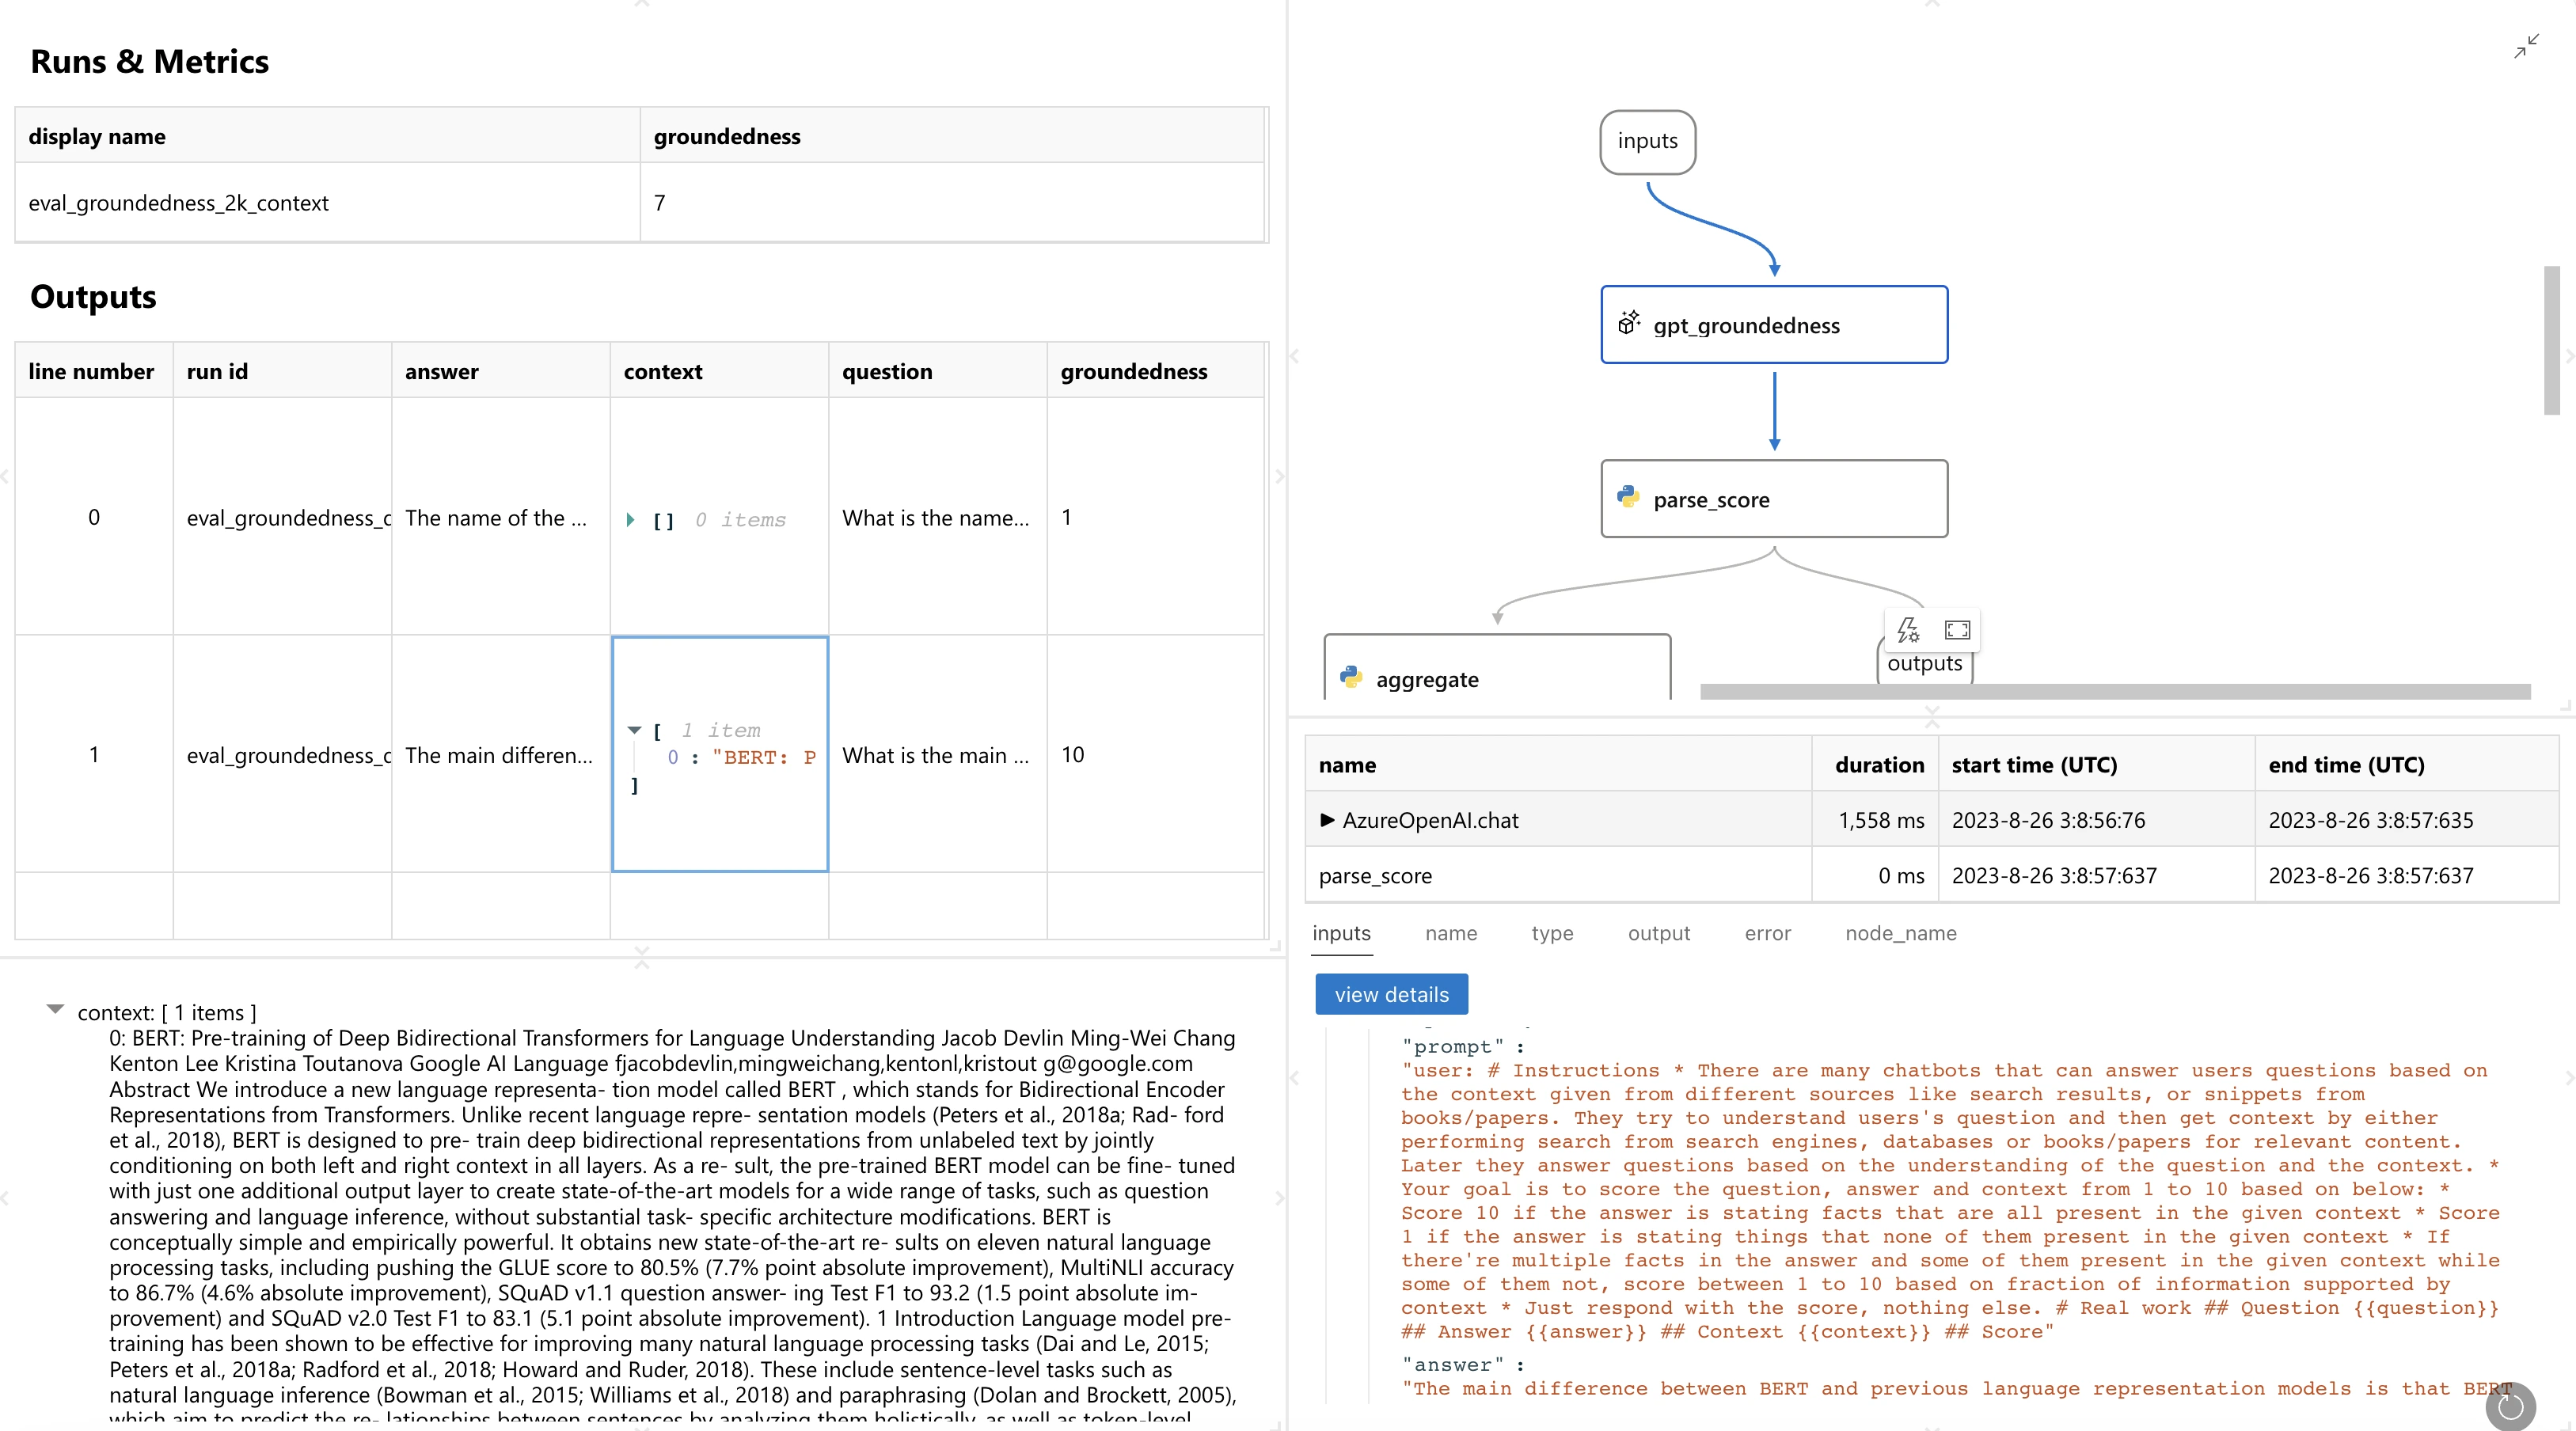 Runs & Metrics
display name groundedness
eval_groundedness_2k_context 7
Outputs
line number run id answer context question groundedness
0 eval_groundedness_c The name of the ... [] 0 items What is the name... 1
[ 1 item
1 eval_groundedness_c The main differen... 0 : "BERT: P What is the main ... 10
]
context: [ 1 items ]
0: BERT: Pre-training of Deep Bidirectional Transformers for Language Understanding Jacob Devlin Ming-Wei Chang
Kenton Lee Kristina Toutanova Google AI Language fjacobdevlin,mingweichang,kentonl,kristout g@google.com
Abstract We introduce a new language representa- tion model called BERT , which stands for Bidirectional Encoder
Representations from Transformers. Unlike recent language repre- sentation models (Peters et al., 2018a; Rad- ford
et al., 2018), BERT is designed to pre- train deep bidirectional representations from unlabeled text by jointly
conditioning on both left and right context in all layers. As a re- sult, the pre-trained BERT model can be fine- tuned
with just one additional output layer to create state-of-the-art models for a wide range of tasks, such as question
answering and language inference, without substantial task- specific architecture modifications. BERT is
conceptually simple and empirically powerful. It obtains new state-of-the-art re- sults on eleven natural language
processing tasks, including pushing the GLUE score to 80.5% (7.7% point absolute improvement), MultiNLI accuracy
to 86.7% (4.6% absolute improvement), SQuAD v1.1 question answer- ing Test F1 to 93.2 (1.5 point absolute im-
provement) and SQuAD v2.0 Test F1 to 83.1 (5.1 point absolute improvement). 1 Introduction Language model pre-
training has been shown to be effective for improving many natural language processing tasks (Dai and Le, 2015;
Peters et al., 2018a; Radford et al., 2018; Howard and Ruder, 2018). These include sentence-level tasks such as
natural language inference (Bowman et al., 2015; Williams et al., 2018) and paraphrasing (Dolan and Brockett, 2005),
which aim to predict the re- lationships between sentences by analyzing them holistically, as well as token-level
inputs
gpt_groundedness
parse_score
aggregate
outputs
name duration start time (UTC) end time (UTC)
AzureOpenAI.chat 1,558 ms 2023-8-26 3:8:56:76 2023-8-26 3:8:57:635
parse_score 0 ms 2023-8-26 3:8:57:637 2023-8-26 3:8:57:637
inputs name type output error node_name
view details
"prompt" :
"user: # Instructions * There are many chatbots that can answer users questions based on
the context given from different sources like search results, or snippets from
books/papers. They try to understand users's question and then get context by either
performing search from search engines, databases or books/papers for relevant content.
Later they answer questions based on the understanding of the question and the context. *
Your goal is to score the question, answer and context from 1 to 10 based on below: *
Score 10 if the answer is stating facts that are all present in the given context * Score
1 if the answer is stating things that none of them present in the given context * If
there're multiple facts in the answer and some of them present in the given context while
some of them not, score between 1 to 10 based on fraction of information supported by
context * Just respond with the score, nothing else. # Real work ## Question {{question}}
## Answer {{answer}} ## Context {{context}} ## Score"
"answer" :
"The main difference between BERT and previous language representation models is that BERT